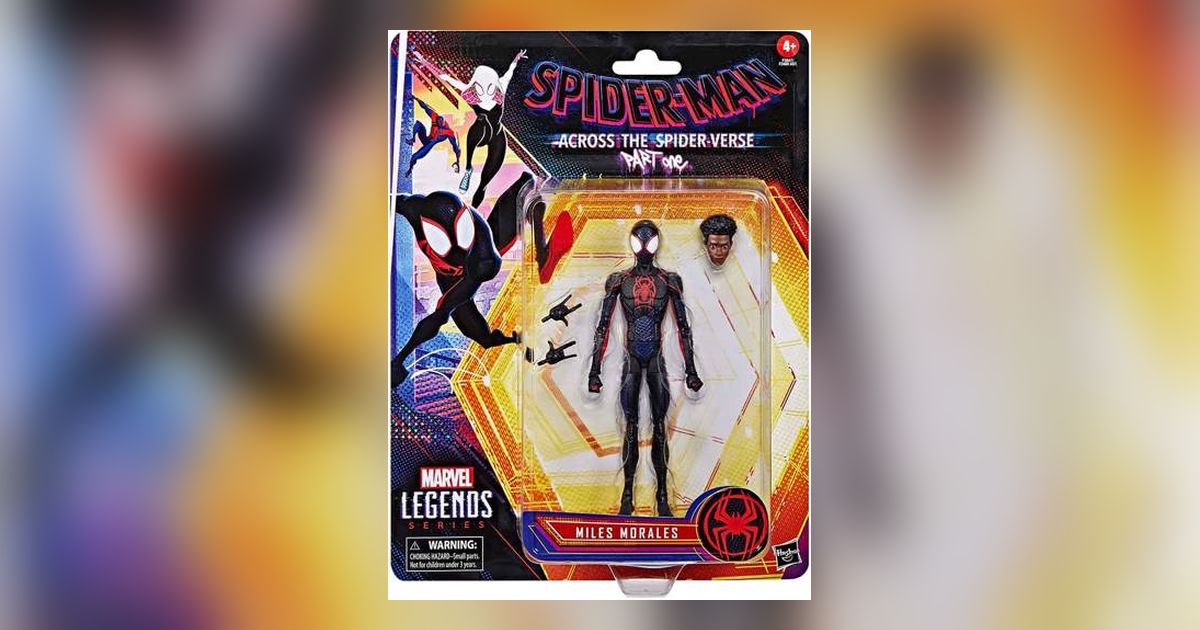 4+
SPIDER-MAN
ACROSS THE SPIDER-VERSE
PART one
MARVEL
LEGENDS
SERIES
MILES MORALES
WARNING:
CHOKING HAZARD–Small parts.
Not for children under 3 years.
Hasbro